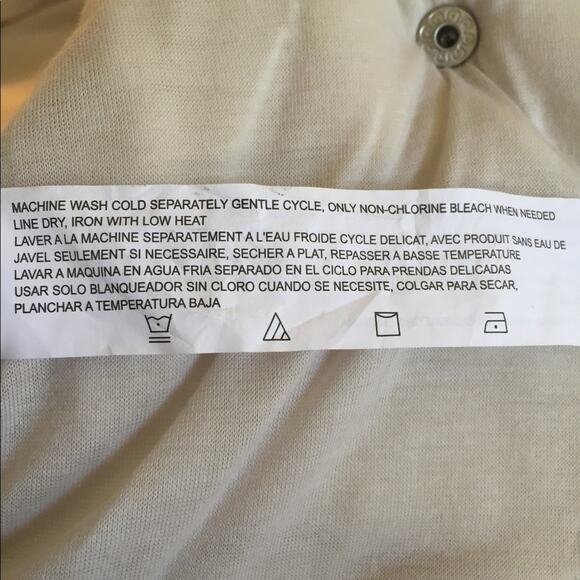 MACHINE WASH COLD SEPARATELY GENTLE CYCLE, ONLY NON-CHLORINE BLEACH WHEN NEEDED
LINE DRY, IRON WITH LOW HEAT
LAVER A LA MACHINE SEPARATEMENT A L'EAU FROIDE CYCLE DELICAT, AVEC PRODUIT SANS EAU DE
JAVEL SEULEMENT SI NECESSAIRE, SECHER A PLAT, REPASSER A BASSE TEMPERATURE
LAVAR A MAQUINA EN AGUA FRIA SEPARADO EN EL CICLO PARA PRENDAS DELICADAS
USAR SOLO BLANQUEADOR SIN CLORO CUANDO SE NECESITE, COLGAR PARA SECAR,
PLANCHAR A TEMPERATURA BAJA